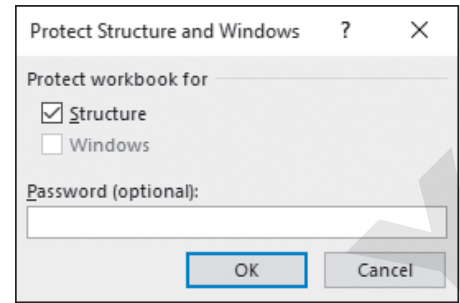 Protect Structure and Windows ? ×
Protect workbook for
Structure
Windows
Password (optional):
OK Cancel